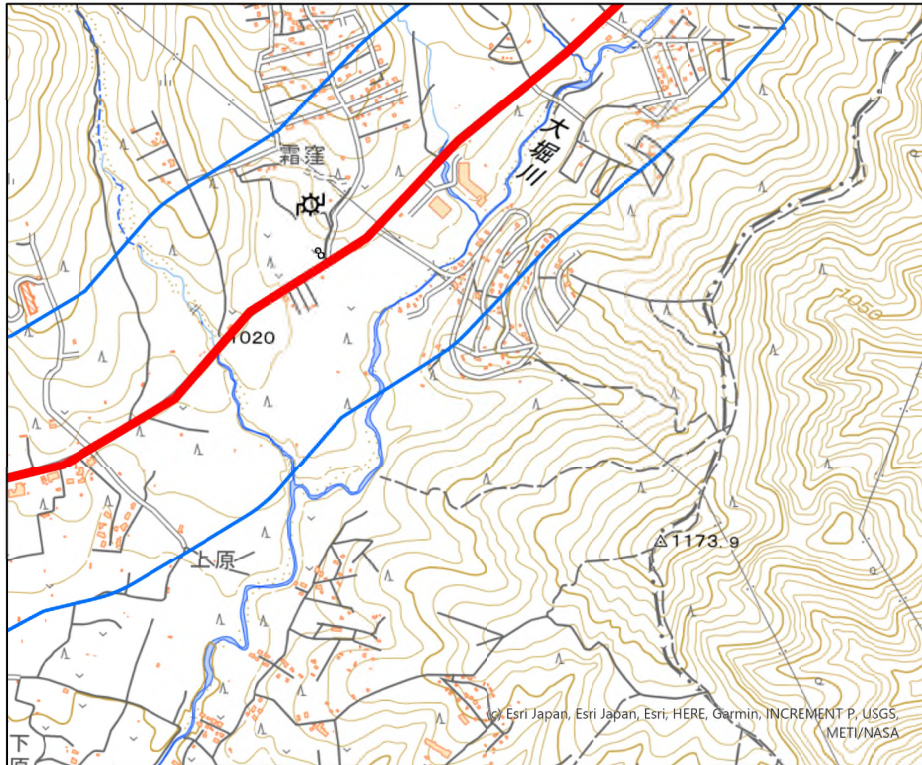 大堀川
霜窪
1050
1020
1173.9
上原
(c) Esri Japan, Esri Japan, Esri, HERE, Garmin, INCREMENT P, USGS,
METI/NASA
下
原